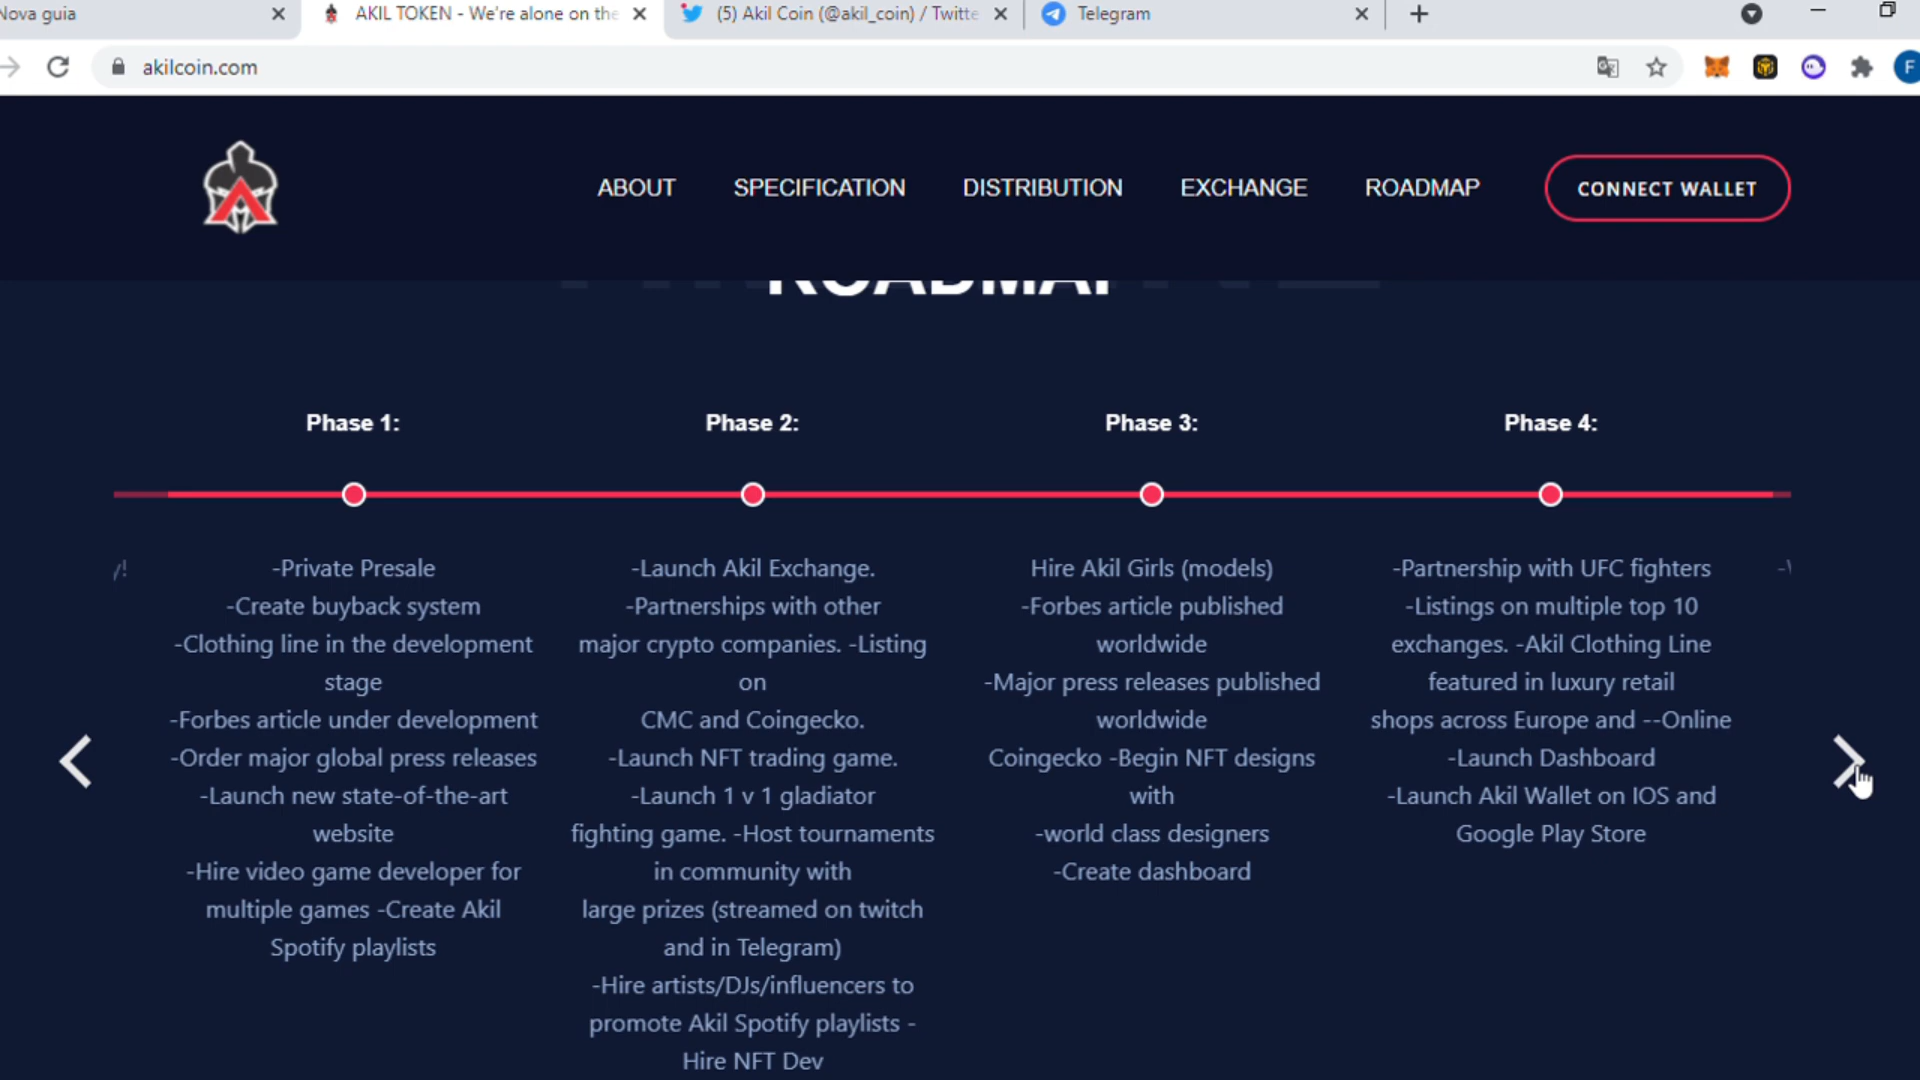 Nova guia
AKIL TOKEN - We're alone on the
(5) Akil Coin (@akil_coin) / Twitte
Telegram
akilcoin.com
F
ABOUT
SPECIFICATION
DISTRIBUTION
EXCHANGE
ROADMAP
CONNECT WALLET
ROADMAP
Phase 1:
-Private Presale
-Create buyback system
-Clothing line in the development
stage
-Forbes article under development
-Order major global press releases
-Launch new state-of-the-art
website
-Hire video game developer for
multiple games -Create Akil
Spotify playlists
Phase 2:
-Launch Akil Exchange.
-Partnerships with other
major crypto companies. -Listing
on
CMC and Coingecko.
-Launch NFT trading game.
-Launch 1 v 1 gladiator
fighting game. -Host tournaments
in community with
large prizes (streamed on twitch
and in Telegram)
-Hire artists/DJs/influencers to
promote Akil Spotify playlists -
Hire NFT Dev
Phase 3:
Hire Akil Girls (models)
-Forbes article published
worldwide
-Major press releases published
worldwide
Coingecko -Begin NFT designs
with
-world class designers
-Create dashboard
Phase 4:
-Partnership with UFC fighters
-Listings on multiple top 10
exchanges. -Akil Clothing Line
featured in luxury retail
shops across Europe and --Online
-Launch Dashboard
-Launch Akil Wallet on IOS and
Google Play Store